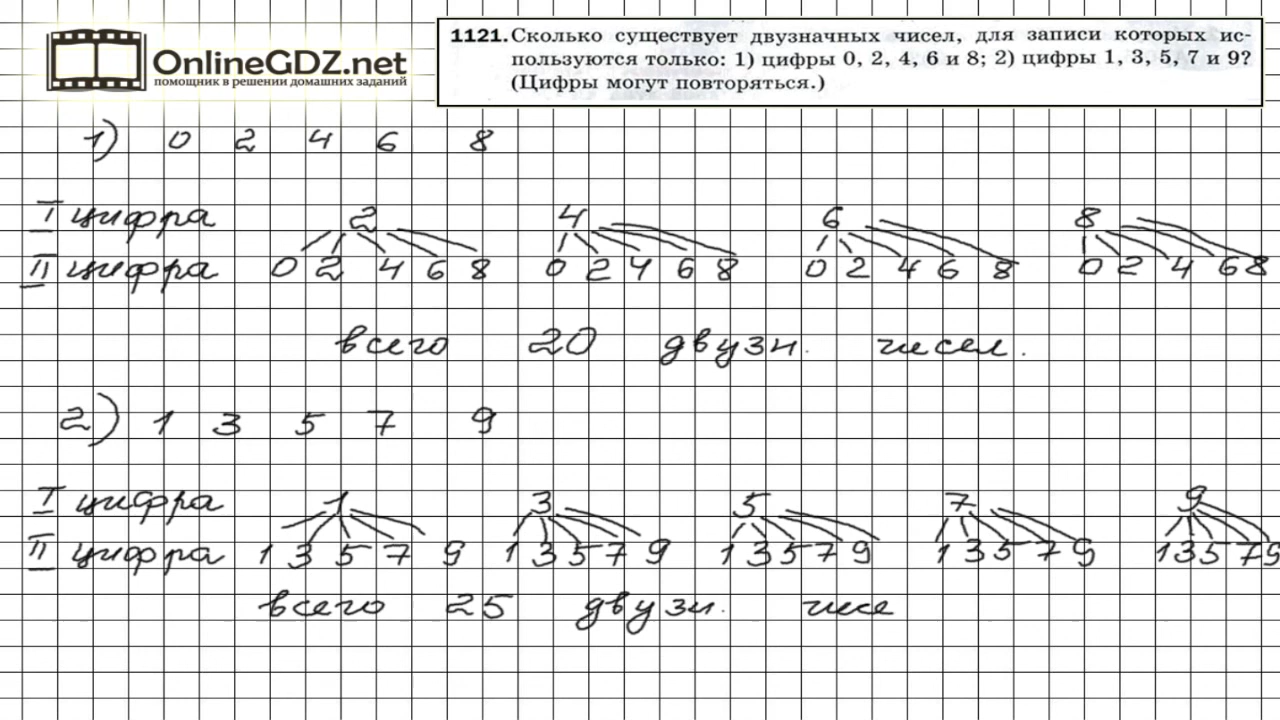 OnlineGDZ.net
помощник в решении домашних заданий
1121. Сколько существует двузначных чисел, для записи которых ис-
пользуются только: 1) цифры 0, 2, 4, 6 и 8; 2) цифры 1, 3, 5, 7 и 9?
(Цифры могут повторяться.)
1) 0 2 4 6 8
I цифра 2 4 6 8
II цифра 0 2 4 6 8 0 2 4 6 8 0 2 4 6 8 0 2 4 6 8
всего 20 двузн. чисел.
2) 1 3 5 7 9
I цифра 1 3 5 7 9
II цифра 1 3 5 7 9 1 3 5 7 9 1 3 5 7 9 1 3 5 7 9 1 3 5 7 9
всего 25 двузн. чисе